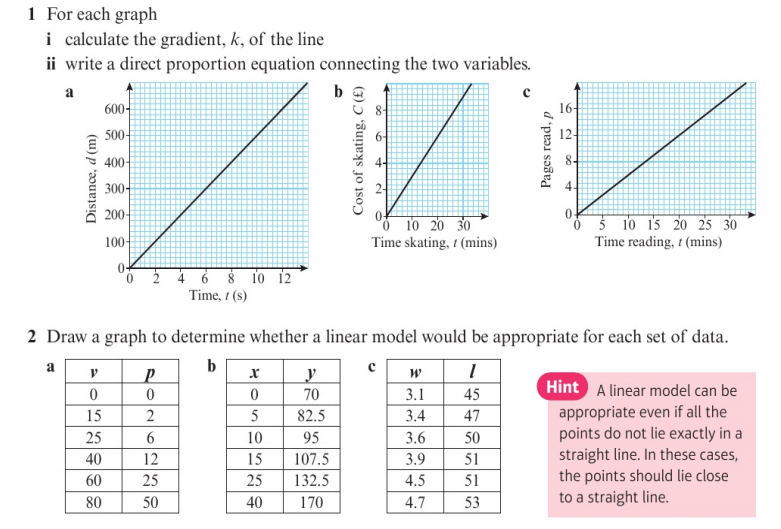 1 For each graph
i calculate the gradient, k, of the line
ii write a direct proportion equation connecting the two variables.
a
Distance, d (m)
600
500
400
300
200
100
0
0 2 4 6 8 10 12
Time, t (s)
b
Cost of skating, C (£)
8
6
4
2
0
0 10 20 30
Time skating, t (mins)
c
Pages read, p
16
12
8
4
0
0 5 10 15 20 25 30
Time reading, t (mins)
2 Draw a graph to determine whether a linear model would be appropriate for each set of data.
a
v p
0 0
15 2
25 6
40 12
60 25
80 50
b
x y
0 70
5 82.5
10 95
15 107.5
25 132.5
40 170
c
w l
3.1 45
3.4 47
3.6 50
3.9 51
4.5 51
4.7 53
Hint A linear model can be
appropriate even if all the
points do not lie exactly in a
straight line. In these cases,
the points should lie close
to a straight line.